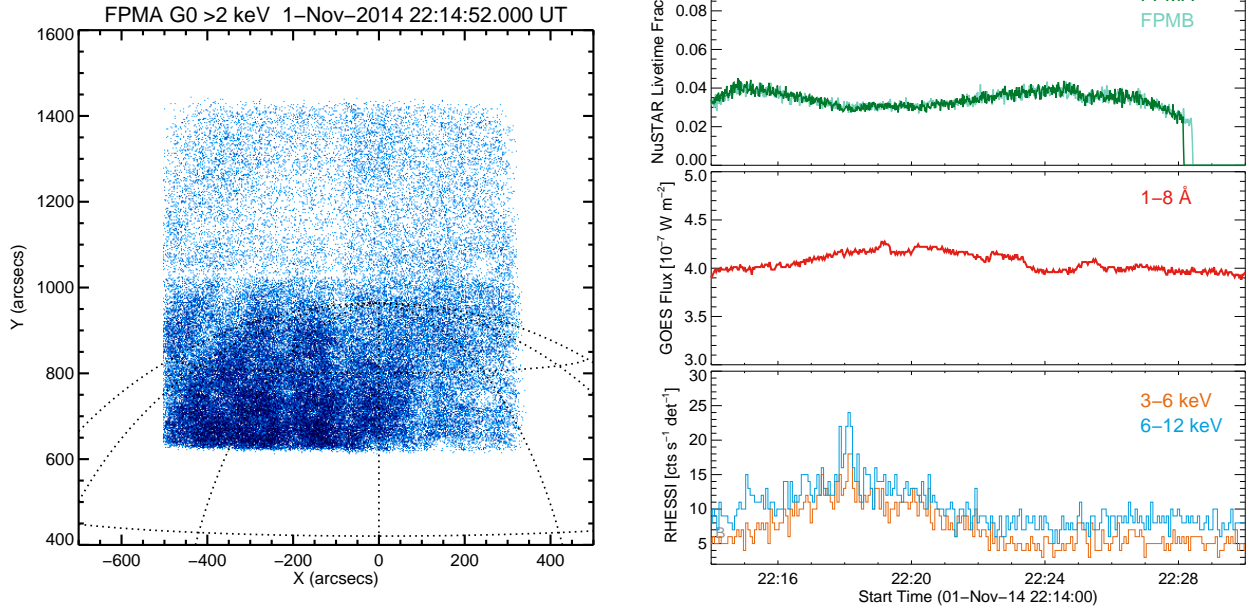 FPMA G0 >2 keV 1−Nov−2014 22:14:52.000 UT
1600
1400
1200
1000
800
600
400
Y (arcsecs)
−600 −400 −200 0 200 400
X (arcsecs)
FPMB
0.08
0.06
0.04
0.02
0.00
NuSTAR Livetime Frac
1−8 Å
5.0
4.5
4.0
3.5
3.0
GOES Flux [10⁻⁷ W m⁻²]
3−6 keV
6−12 keV
30
25
20
15
10
5
RHESSI [cts s⁻¹ det⁻¹]
B
22:16 22:20 22:24 22:28
Start Time (01−Nov−14 22:14:00)